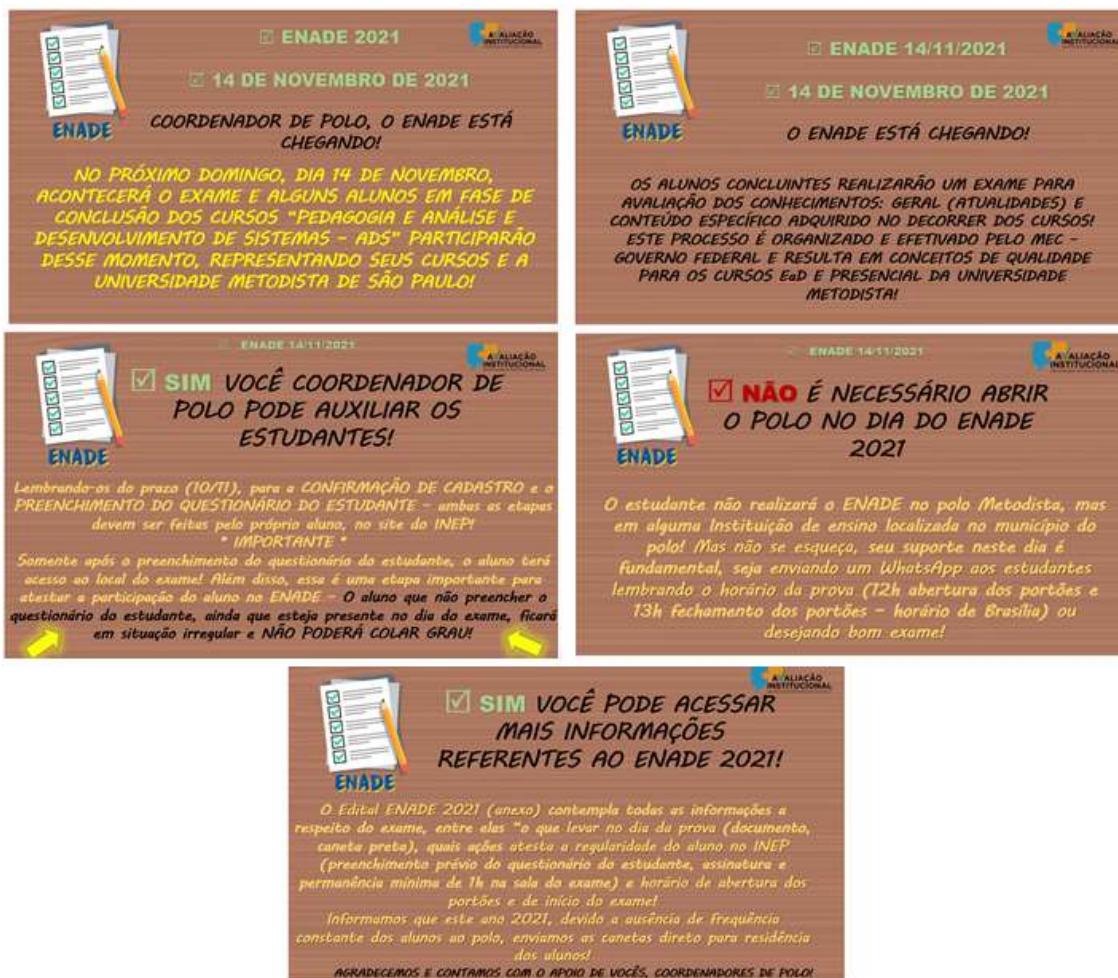 ENADE 2021
AVALIAÇÃO
INSTITUCIONAL
14 DE NOVEMBRO DE 2021
ENADE
COORDENADOR DE POLO, O ENADE ESTÁ
CHEGANDO!
NO PRÓXIMO DOMINGO, DIA 14 DE NOVEMBRO,
ACONTECERÁ O EXAME E ALGUNS ALUNOS EM FASE DE
CONCLUSÃO DOS CURSOS "PEDAGOGIA E ANÁLISE E
DESENVOLVIMENTO DE SISTEMAS - ADS" PARTICIPARÃO
DESSE MOMENTO, REPRESENTANDO SEUS CURSOS E A
UNIVERSIDADE METODISTA DE SÃO PAULO!
ENADE 14/11/2021
AVALIAÇÃO
INSTITUCIONAL
14 DE NOVEMBRO DE 2021
ENADE
O ENADE ESTÁ CHEGANDO!
OS ALUNOS CONCLUINTES REALIZARÃO UM EXAME PARA
AVALIAÇÃO DOS CONHECIMENTOS: GERAL (ATUALIDADES) E
CONTEÚDO ESPECÍFICO ADQUIRIDO NO DECORRER DOS CURSOS!
ESTE PROCESSO É ORGANIZADO E EFETIVADO PELO MEC -
GOVERNO FEDERAL E RESULTA EM CONCEITOS DE QUALIDADE
PARA OS CURSOS EaD E PRESENCIAL DA UNIVERSIDADE
METODISTA!
ENADE 14/11/2021
AVALIAÇÃO
INSTITUCIONAL
SIM VOCÊ COORDENADOR DE
POLO PODE AUXILIAR OS
ESTUDANTES!
ENADE
Lembrando-os do prazo (10/11), para a CONFIRMAÇÃO DE CADASTRO e o
PREENCHIMENTO DO QUESTIONÁRIO DO ESTUDANTE - ambas as etapas
devem ser feitas pelo próprio aluno, no site do INEP!
* IMPORTANTE *
Somente após o preenchimento do questionário do estudante, o aluno terá
acesso ao local do exame! Além disso, essa é uma etapa importante para
atestar a participação do aluno no ENADE - O aluno que não preencher o
questionário do estudante, ainda que esteja presente no dia do exame, ficará
em situação irregular e NÃO PODERÁ COLAR GRAU!
ENADE 14/11/2021
AVALIAÇÃO
INSTITUCIONAL
NÃO É NECESSÁRIO ABRIR
O POLO NO DIA DO ENADE
2021
ENADE
O estudante não realizará o ENADE no polo Metodista, mas
em alguma Instituição de ensino localizada no município do
polo! Mas não se esqueça, seu suporte neste dia é
fundamental, seja enviando um WhatsApp aos estudantes
lembrando o horário da prova (12h abertura dos portões e
13h fechamento dos portões - horário de Brasília) ou
desejando bom exame!
AVALIAÇÃO
INSTITUCIONAL
SIM VOCÊ PODE ACESSAR
MAIS INFORMAÇÕES
REFERENTES AO ENADE 2021!
ENADE
O Edital ENADE 2021 (anexo) contempla todas as informações a
respeito do exame, entre elas "o que levar no dia da prova (documento,
caneta preta), quais ações atesta a regularidade do aluno no INEP
(preenchimento prévio do questionário do estudante, assinatura e
permanência mínima de 1h na sala do exame) e horário de abertura dos
portões e de início do exame!
Informamos que este ano 2021, devido a ausência de frequência
constante dos alunos ao polo, enviamos as canetas direto para residência
dos alunos!
AGRADECEMOS E CONTAMOS COM O APOIO DE VOCÊS, COORDENADORES DE POLO!